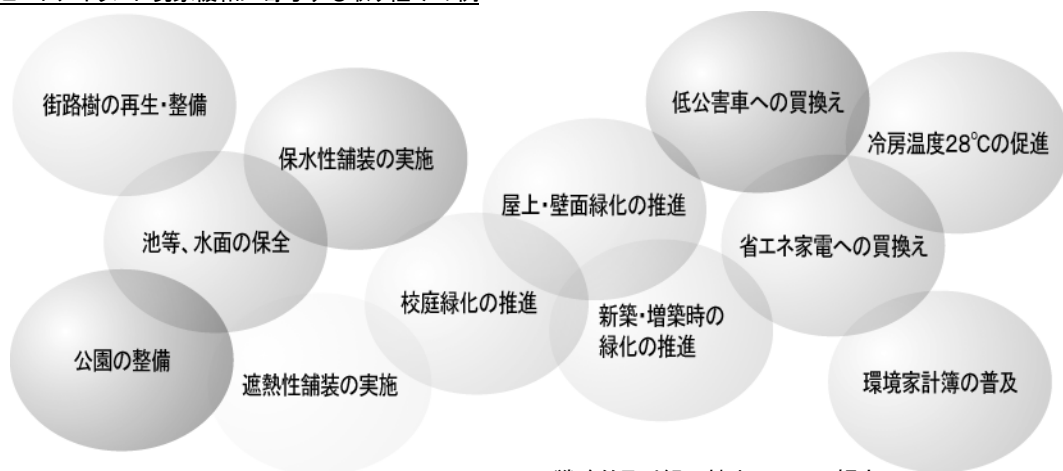 街路樹の再生・整備
保水性舗装の実施
池等、水面の保全
公園の整備
遮熱性舗装の実施
校庭緑化の推進
屋上・壁面緑化の推進
新築・増築時の
緑化の推進
低公害車への買換え
冷房温度28℃の促進
省エネ家電への買換え
環境家計簿の普及